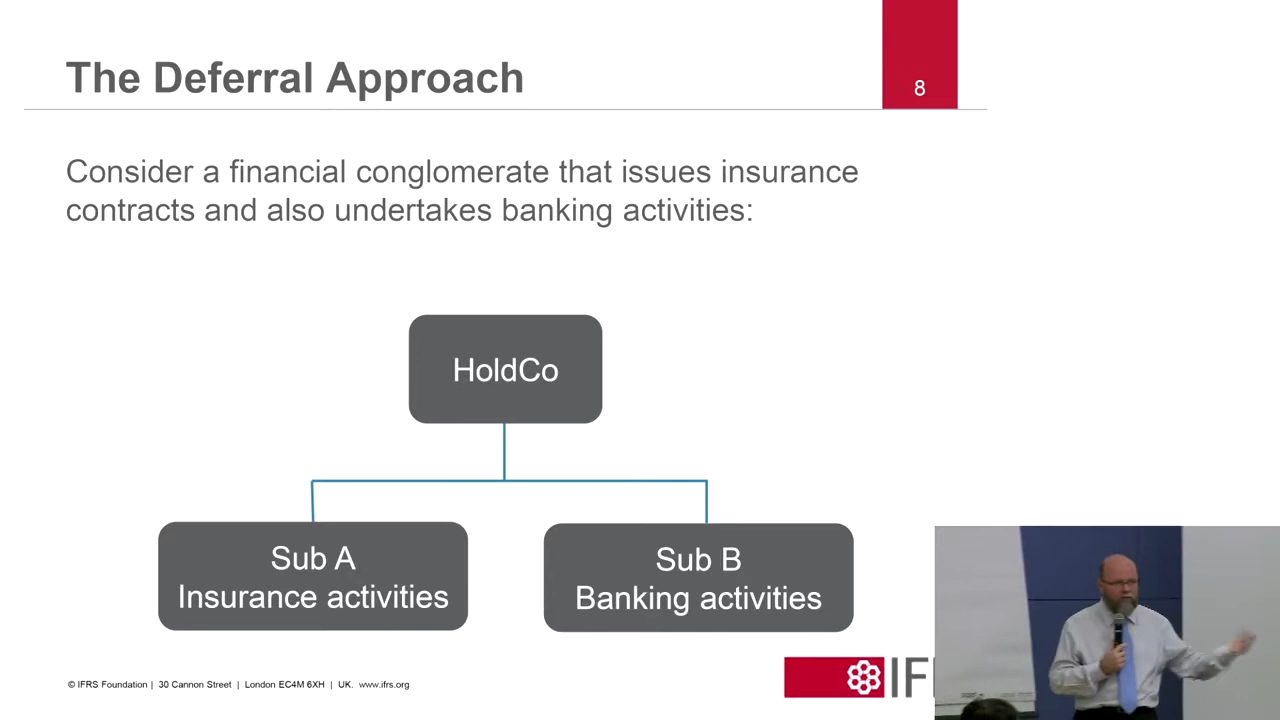 The Deferral Approach
8
Consider a financial conglomerate that issues insurance
contracts and also undertakes banking activities:
HoldCo
Sub A
Insurance activities
Sub B
Banking activities
© IFRS Foundation | 30 Cannon Street | London EC4M 6XH | UK. www.ifrs.org